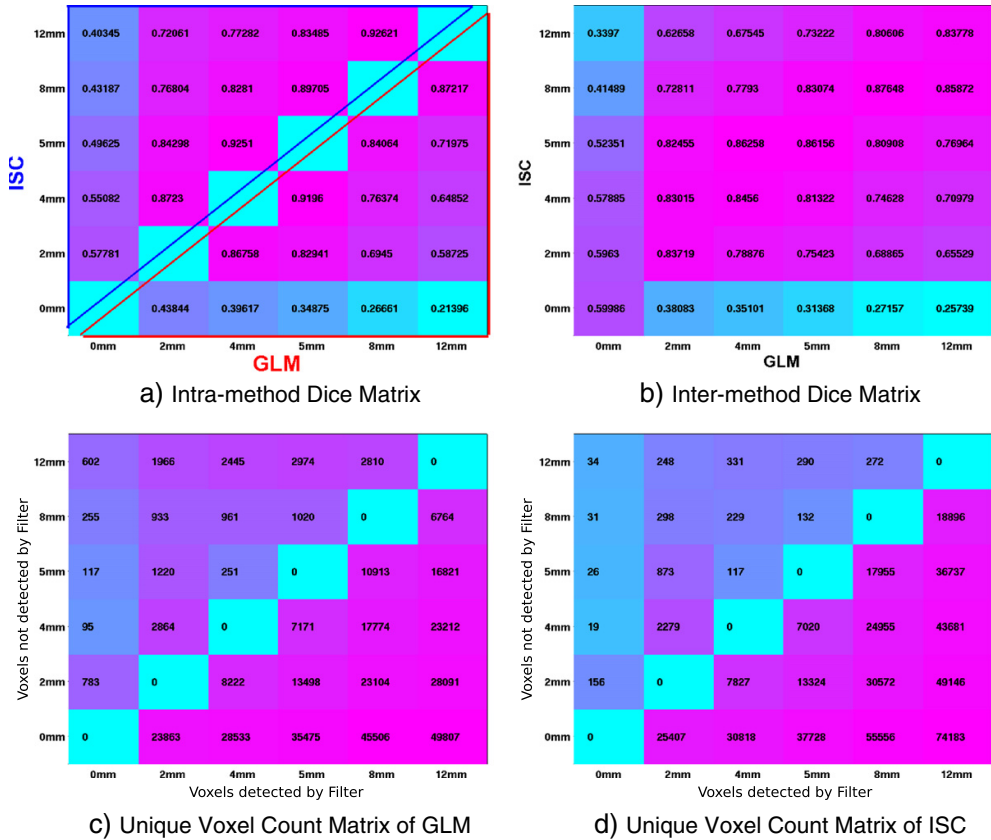 12mm 0.40345 0.72061 0.77282 0.83485 0.92621
8mm 0.43187 0.76804 0.8281 0.89705 0.87217
5mm 0.49625 0.84298 0.9251 0.84064 0.71975
ISC
4mm 0.55082 0.8723 0.9196 0.76374 0.64852
2mm 0.57781 0.86758 0.82941 0.6945 0.58725
0mm 0.43844 0.39617 0.34875 0.26661 0.21396
0mm 2mm 4mm 5mm 8mm 12mm
GLM
a) Intra-method Dice Matrix
12mm 0.3397 0.62658 0.67545 0.73222 0.80606 0.83778
8mm 0.41489 0.72811 0.7793 0.83074 0.87648 0.85872
5mm 0.52351 0.82455 0.86258 0.86156 0.80908 0.76964
ISC
4mm 0.57885 0.83015 0.8456 0.81322 0.74628 0.70979
2mm 0.5963 0.83719 0.78876 0.75423 0.68865 0.65529
0mm 0.59986 0.38083 0.35101 0.31368 0.27157 0.25739
0mm 2mm 4mm 5mm 8mm 12mm
GLM
b) Inter-method Dice Matrix
12mm 602 1966 2445 2974 2810 0
8mm 255 933 961 1020 0 6764
5mm 117 1220 251 0 10913 16821
Voxels not detected by Filter
4mm 95 2864 0 7171 17774 23212
2mm 783 0 8222 13498 23104 28091
0mm 0 23863 28533 35475 45506 49807
0mm 2mm 4mm 5mm 8mm 12mm
Voxels detected by Filter
c) Unique Voxel Count Matrix of GLM
12mm 34 248 331 290 272 0
8mm 31 298 229 132 0 18896
5mm 26 873 117 0 17955 36737
Voxels not detected by Filter
4mm 19 2279 0 7020 24955 43681
2mm 156 0 7827 13324 30572 49146
0mm 0 25407 30818 37728 55556 74183
0mm 2mm 4mm 5mm 8mm 12mm
Voxels detected by Filter
d) Unique Voxel Count Matrix of ISC